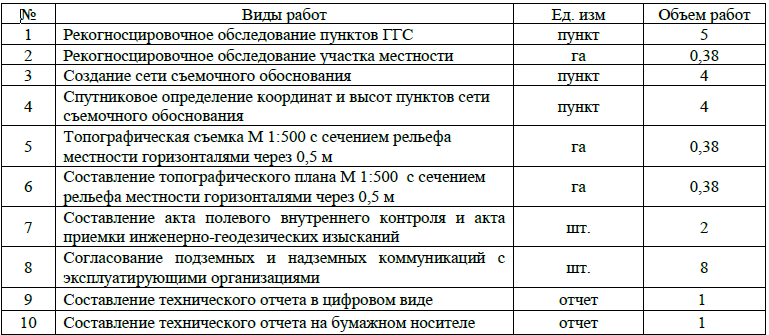 № Виды работ Ед. изм Объем работ
1 Рекогносцировочное обследование пунктов ГГС пункт 5
2 Рекогносцировочное обследование участка местности га 0,38
3 Создание сети съемочного обоснования пункт 4
4 Спутниковое определение координат и высот пунктов сети съемочного обоснования пункт 4
5 Топографическая съемка М 1:500 с сечением рельефа местности горизонталями через 0,5 м га 0,38
6 Составление топографического плана М 1:500 с сечением рельефа местности горизонталями через 0,5 м га 0,38
7 Составление акта полевого внутреннего контроля и акта приемки инженерно-геодезических изысканий шт. 2
8 Согласование подземных и надземных коммуникаций с эксплуатирующими организациями шт. 8
9 Составление технического отчета в цифровом виде отчет 1
10 Составление технического отчета на бумажном носителе отчет 1